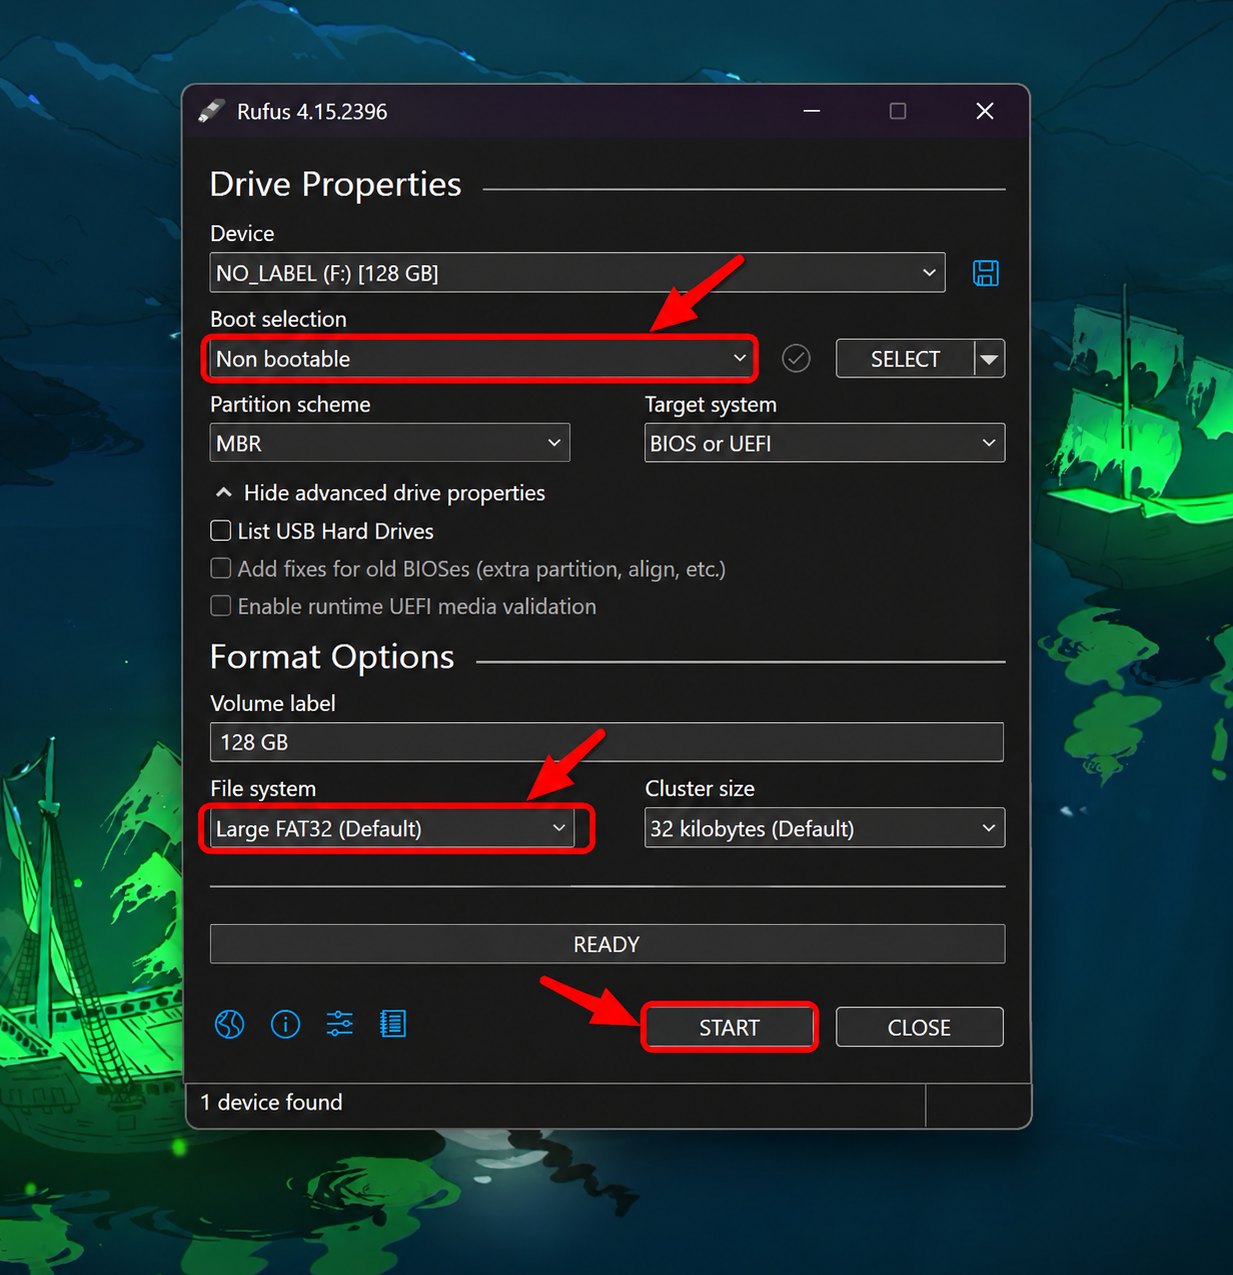 Rufus 4.15.2396
Drive Properties
Device
NO_LABEL (F:) [128 GB]
Boot selection
Non bootable
SELECT
Partition scheme
Target system
MBR
BIOS or UEFI
Hide advanced drive properties
List USB Hard Drives
Add fixes for old BIOSes (extra partition, align, etc.)
Enable runtime UEFI media validation
Format Options
Volume label
128 GB
File system
Cluster size
Large FAT32 (Default)
32 kilobytes (Default)
READY
START
CLOSE
1 device found